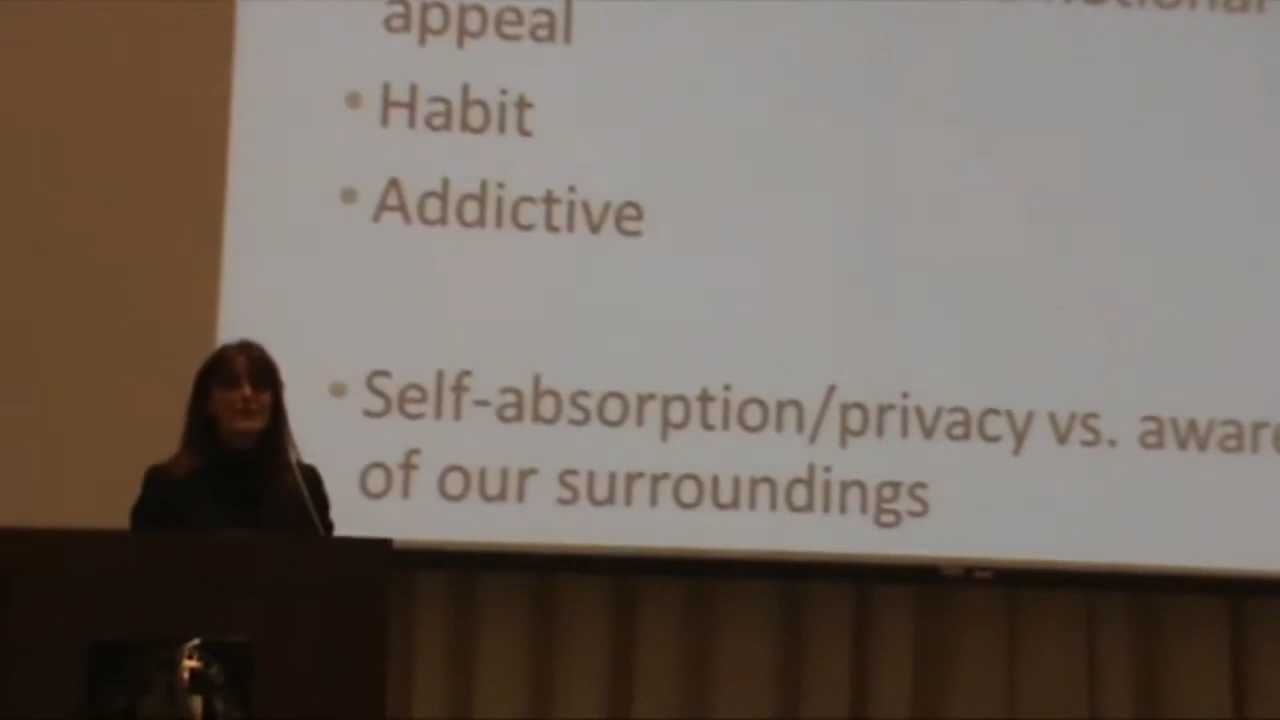 appeal
• Habit
• Addictive
• Self-absorption/privacy vs.
of our surroundings